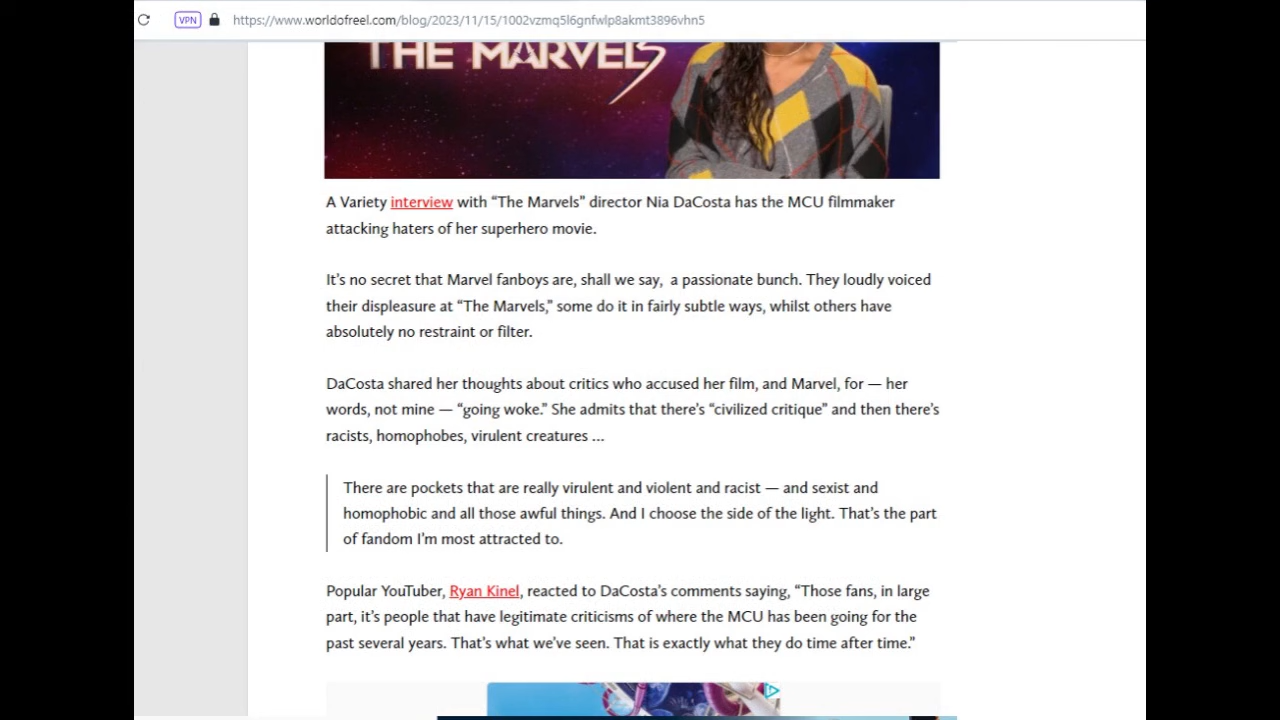 VPN
https://www.worldofreel.com/blog/2023/11/15/1002vzmq5l6gnfwlp8akmt3896vhn5
THE MARVELS
A Variety interview with “The Marvels” director Nia DaCosta has the MCU filmmaker
attacking haters of her superhero movie.
It’s no secret that Marvel fanboys are, shall we say,  a passionate bunch. They loudly voiced
their displeasure at “The Marvels,” some do it in fairly subtle ways, whilst others have
absolutely no restraint or filter.
DaCosta shared her thoughts about critics who accused her film, and Marvel, for — her
words, not mine — “going woke.” She admits that there’s “civilized critique” and then there’s
racists, homophobes, virulent creatures ...
There are pockets that are really virulent and violent and racist — and sexist and
homophobic and all those awful things. And I choose the side of the light. That’s the part
of fandom I’m most attracted to.
Popular YouTuber, Ryan Kinel, reacted to DaCosta’s comments saying, “Those fans, in large
part, it’s people that have legitimate criticisms of where the MCU has been going for the
past several years. That’s what we’ve seen. That is exactly what they do time after time.”